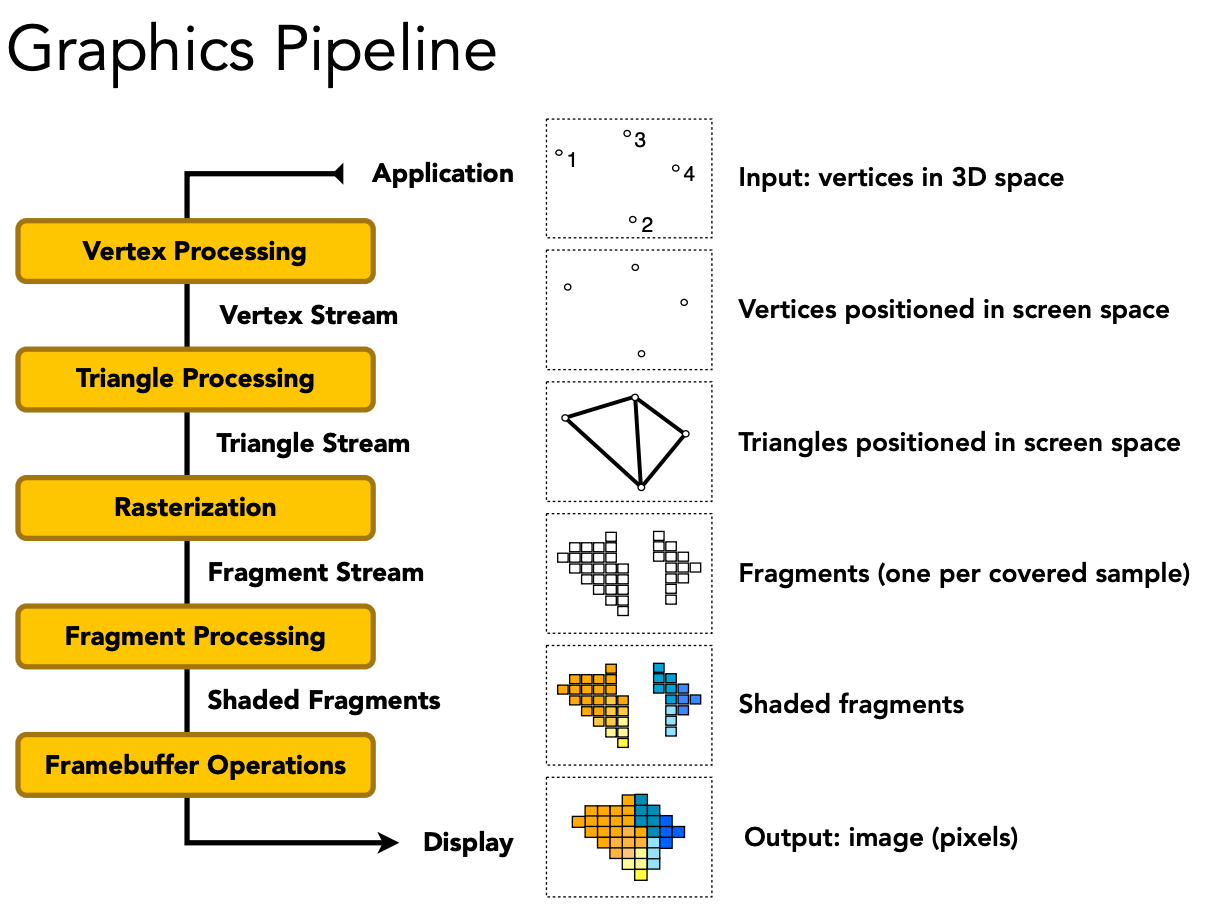 Graphics Pipeline
Application
1
3
4
2
Input: vertices in 3D space
Vertex Processing
Vertex Stream
Vertices positioned in screen space
Triangle Processing
Triangle Stream
Triangles positioned in screen space
Rasterization
Fragment Stream
Fragments (one per covered sample)
Fragment Processing
Shaded Fragments
Shaded fragments
Framebuffer Operations
Display
Output: image (pixels)